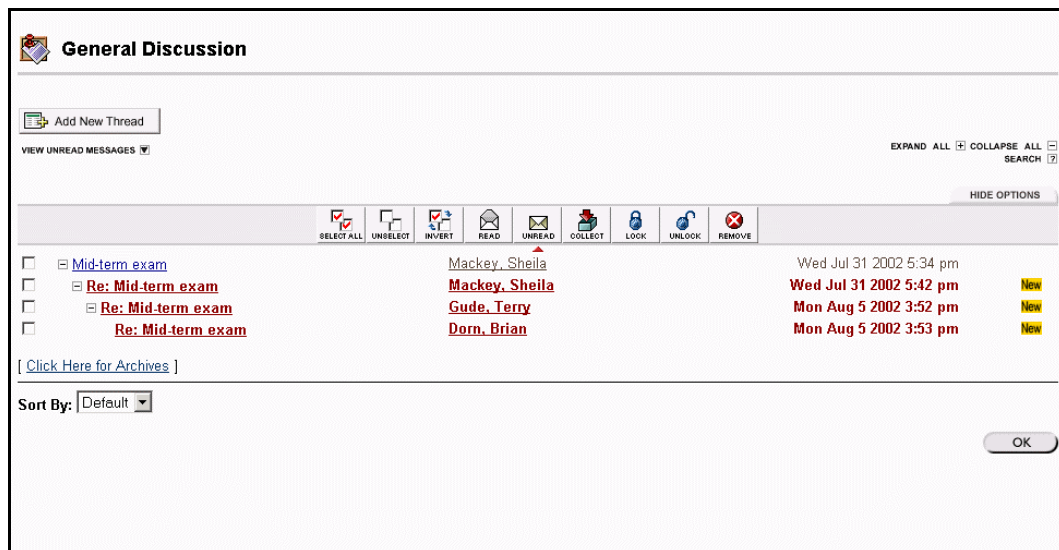 General Discussion
Add New Thread
VIEW UNREAD MESSAGES
EXPAND ALL + COLLAPSE ALL −
SEARCH ?
HIDE OPTIONS
SELECT ALL UNSELECT INVERT READ UNREAD COLLECT LOCK UNLOCK REMOVE
Mid-term exam Mackey, Sheila Wed Jul 31 2002 5:34 pm
Re: Mid-term exam Mackey, Sheila Wed Jul 31 2002 5:42 pm New
Re: Mid-term exam Gude, Terry Mon Aug 5 2002 3:52 pm New
Re: Mid-term exam Dorn, Brian Mon Aug 5 2002 3:53 pm New
[ Click Here for Archives ]
Sort By: Default
OK